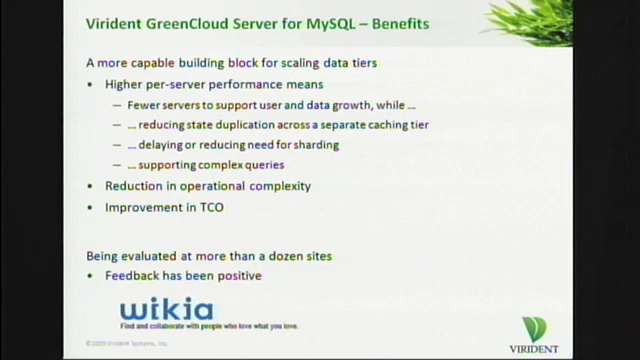 Virident GreenCloud Server for MySQL – Benefits
A more capable building block for scaling data tiers
• Higher per-server performance means
– Fewer servers to support user and data growth, while …
– … reducing state duplication across a separate caching tier
– … delaying or reducing need for sharding
– … supporting complex queries
• Reduction in operational complexity
• Improvement in TCO
Being evaluated at more than a dozen sites
• Feedback has been positive
wikia
Find and collaborate with people who love what you love.
©2009 Virident Systems, Inc.
VIRIDENT